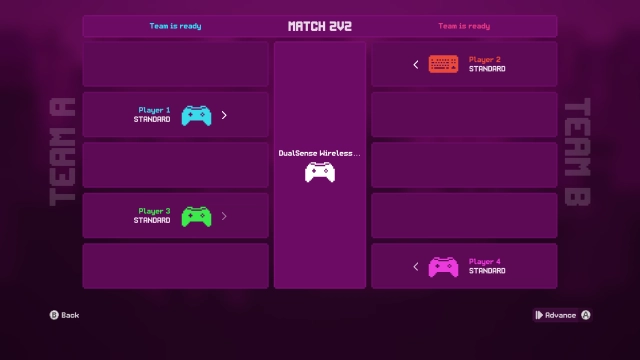 Team is ready
MATCH 2V2
Team is ready
TEAM A
TEAM B
Player 2
STANDARD
Player 1
STANDARD
DualSense Wireless...
Player 3
STANDARD
Player 4
STANDARD
B Back
Advance A